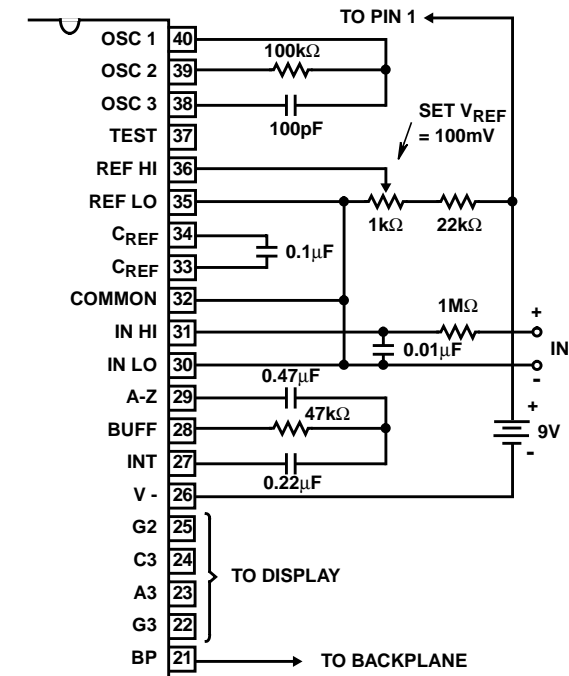 TO PIN 1
OSC 1 40
100kΩ
OSC 2 39
OSC 3 38
100pF
SET VREF
= 100mV
TEST 37
REF HI 36
REF LO 35
1kΩ 22kΩ
CREF 34
0.1µF
CREF 33
COMMON 32
1MΩ
+
IN HI 31
0.01µF
IN
IN LO 30
-
0.47µF
A-Z 29
47kΩ
+
BUFF 28
9V
-
INT 27
0.22µF
V - 26
G2 25
C3 24
TO DISPLAY
A3 23
G3 22
BP 21
TO BACKPLANE